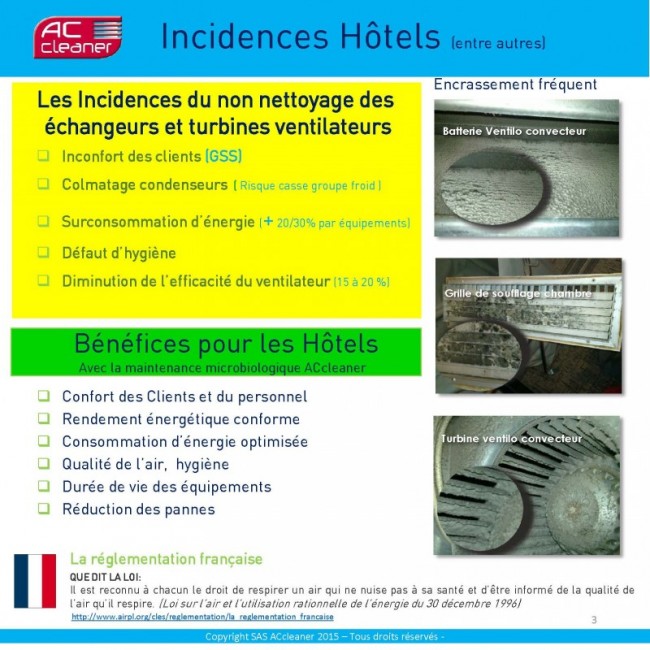 AC
cleaner
Incidences Hôtels (entre autres)
Les Incidences du non nettoyage des
échangeurs et turbines ventilateurs
Inconfort des clients (GSS)
Colmatage condenseurs ( Risque casse groupe froid )
Surconsommation d'énergie (+ 20/30% par équipements)
Défaut d'hygiène
Diminution de l'efficacité du ventilateur (15 à 20 %)
Encrassement fréquent
Batterie Ventilo convecteur
Grille de soufflage chambre
Turbine ventilo convecteur
Bénéfices pour les Hôtels
Avec la maintenance microbiologique ACcleaner
Confort des Clients et du personnel
Rendement énergétique conforme
Consommation d'énergie optimisée
Qualité de l'air, hygiène
Durée de vie des équipements
Réduction des pannes
La réglementation française
QUE DIT LA LOI:
Il est reconnu à chacun le droit de respirer un air qui ne nuise pas à sa santé et d'être informé de la qualité de
l'air qu'il respire. (Loi sur l'air et l'utilisation rationnelle de l'énergie du 30 décembre 1996)
http://www.airpl.org/cles/reglementation/la_reglementation_francaise
3
Copyright SAS ACcleaner 2015 – Tous droits réservés -